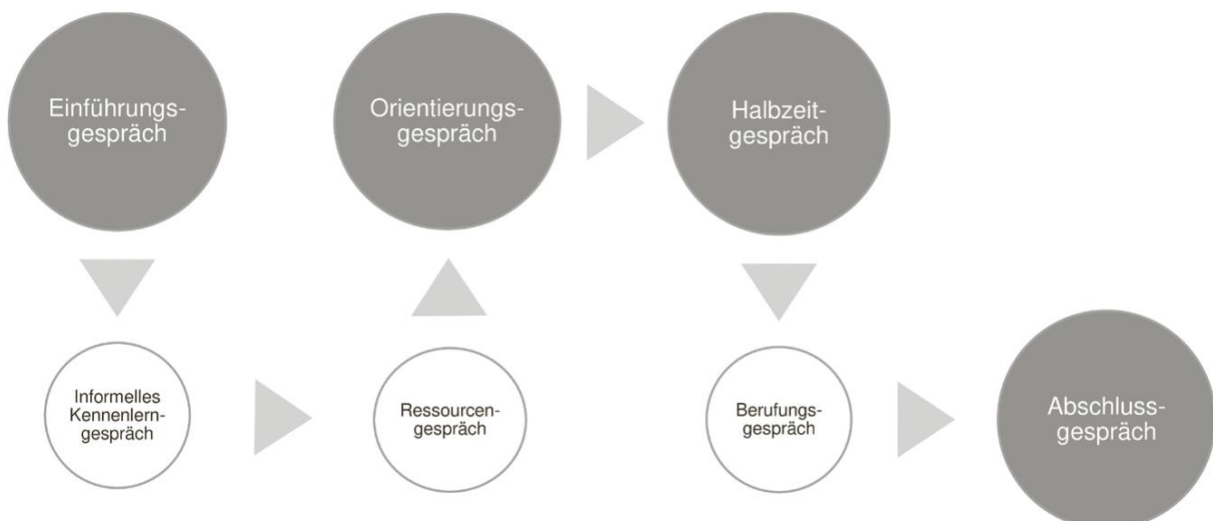 Einführungs-
gespräch
Orientierungs-
gespräch
Halbzeit-
gespräch
Informelles
Kennenlern-
gespräch
Ressourcen-
gespräch
Berufungs-
gespräch
Abschluss-
gespräch